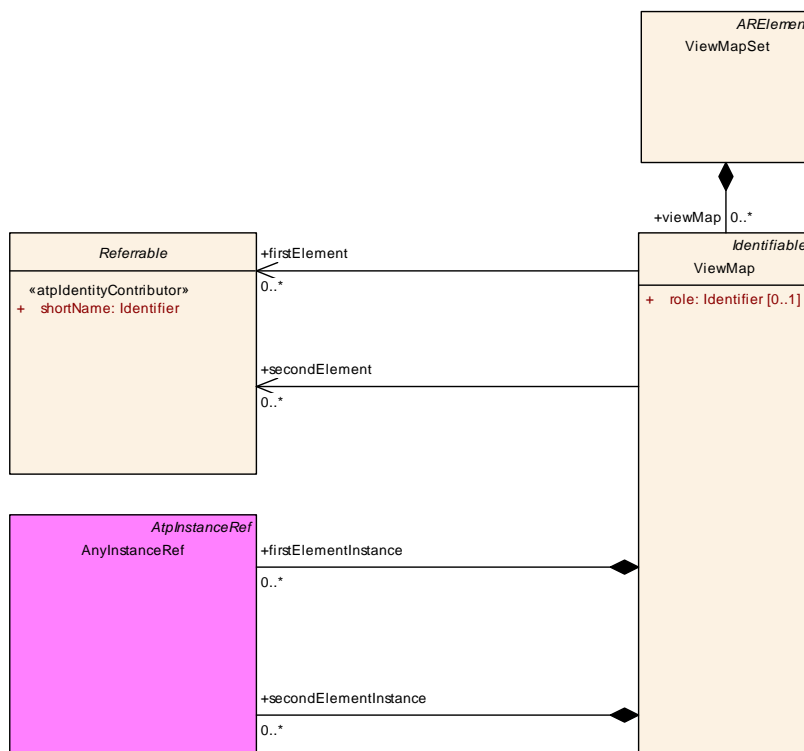 ARElemen
ViewMapSet
+viewMap 0..*
Referrable
«atpIdentityContributor»
+ shortName: Identifier
+firstElement
0..*
+secondElement
0..*
Identifiable
ViewMap
+ role: Identifier [0..1]
AtpInstanceRef
AnyInstanceRef
+firstElementInstance
0..*
+secondElementInstance
0..*